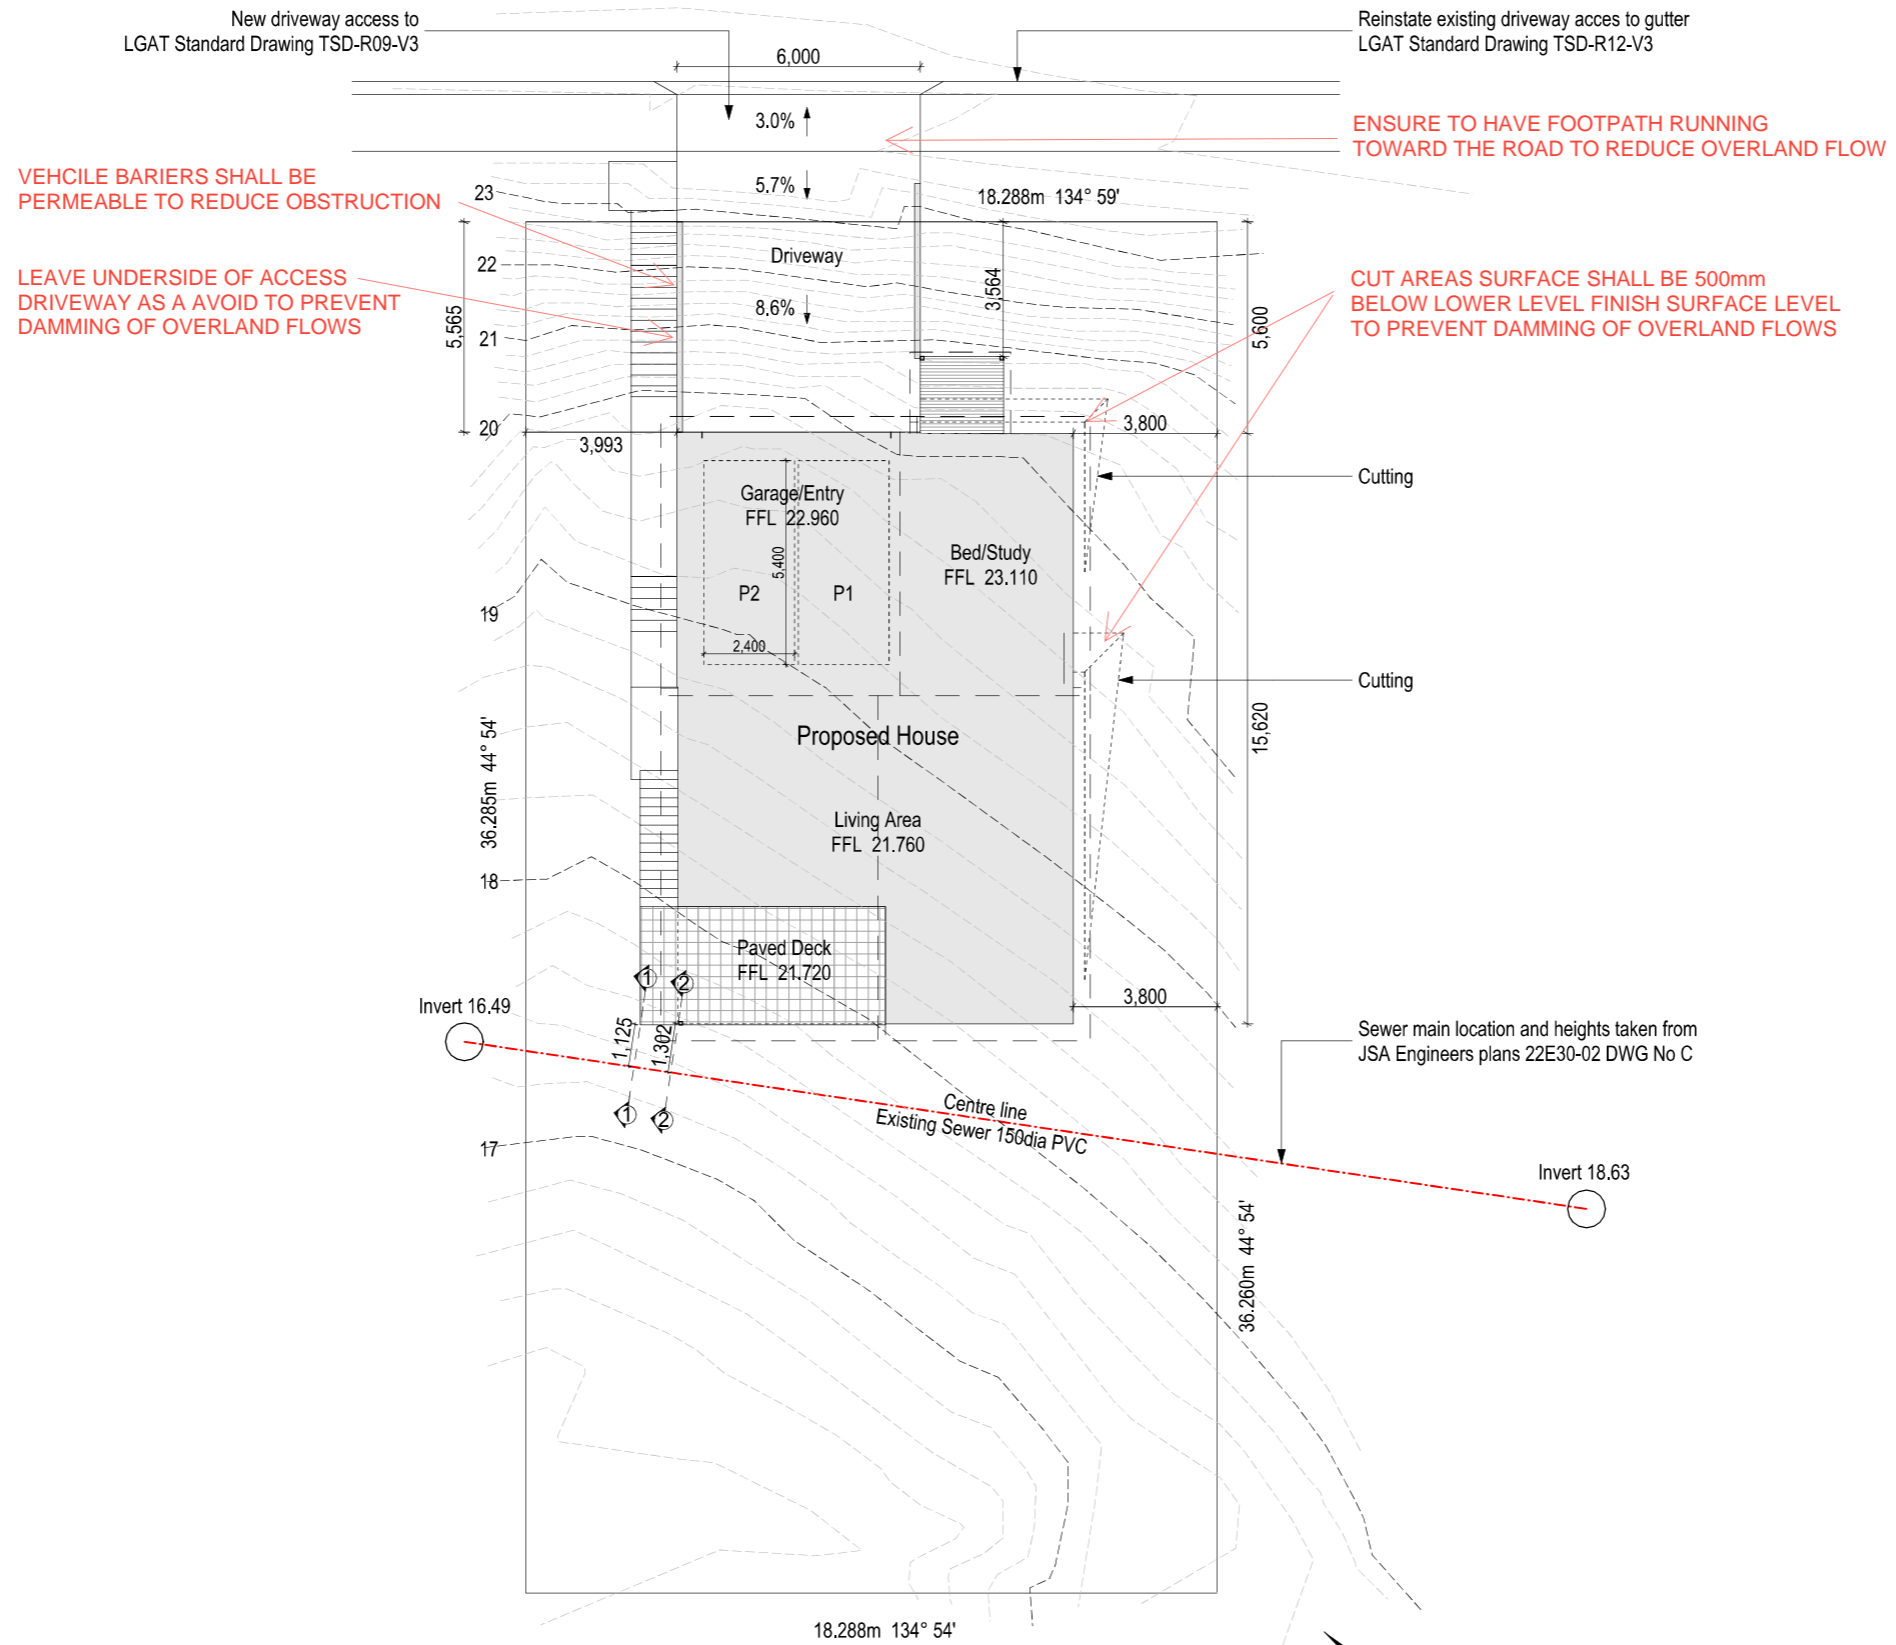 New driveway access to
LGAT Standard Drawing TSD-R09-V3
6,000
Reinstate existing driveway acces to gutter
LGAT Standard Drawing TSD-R12-V3
3.0%
ENSURE TO HAVE FOOTPATH RUNNING
TOWARD THE ROAD TO REDUCE OVERLAND FLOW
VEHCILE BARIERS SHALL BE
PERMEABLE TO REDUCE OBSTRUCTION
5.7%
23
18.288m 134° 59'
LEAVE UNDERSIDE OF ACCESS
DRIVEWAY AS A AVOID TO PREVENT
DAMMING OF OVERLAND FLOWS
22
Driveway
3,564
CUT AREAS SURFACE SHALL BE 500mm
BELOW LOWER LEVEL FINISH SURFACE LEVEL
TO PREVENT DAMMING OF OVERLAND FLOWS
5,565
21
8.6%
5,600
20
3,993
3,800
Cutting
Garage/Entry
FFL 22.960
5,400
Bed/Study
FFL 23.110
P2
P1
19
2,400
Cutting
36.285m 44° 54'
Proposed House
15,620
Living Area
FFL 21.760
18
Paved Deck
FFL 21.720
1
2
Invert 16.49
3,800
1,125
1,302
Sewer main location and heights taken from
JSA Engineers plans 22E30-02 DWG No C
1
2
Centre line
Existing Sewer 150dia PVC
17
Invert 18.63
36.260m 44° 54'
18.288m 134° 54'